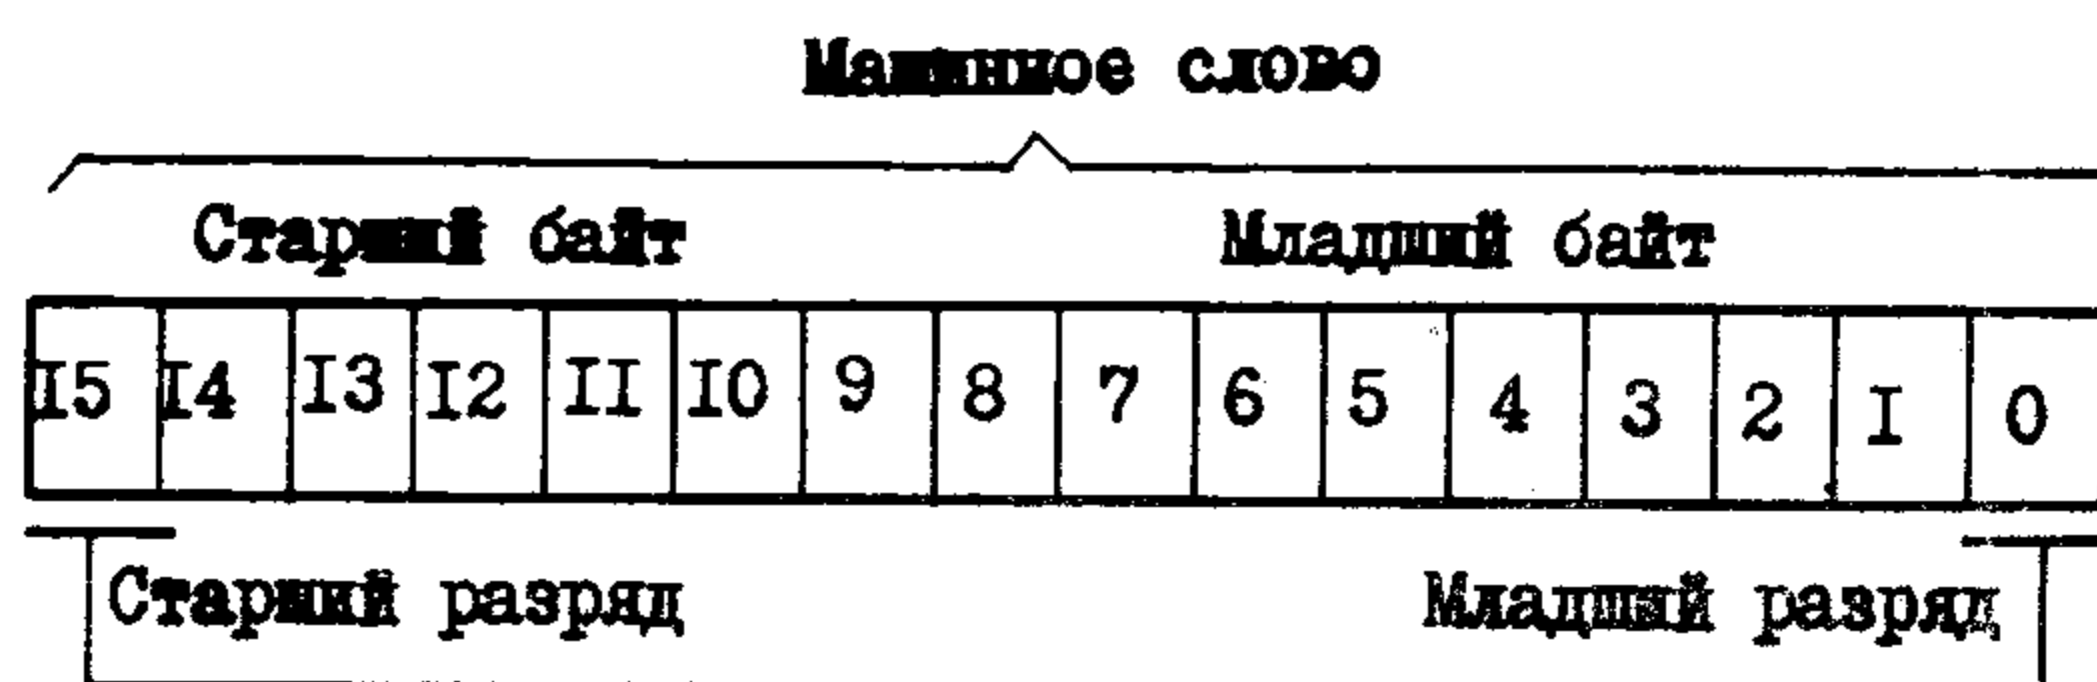 Машинное слово
Старший байт Младший байт
I5 I4 I3 I2 II I0 9 8 7 6 5 4 3 2 I 0
Старший разряд Младший разряд